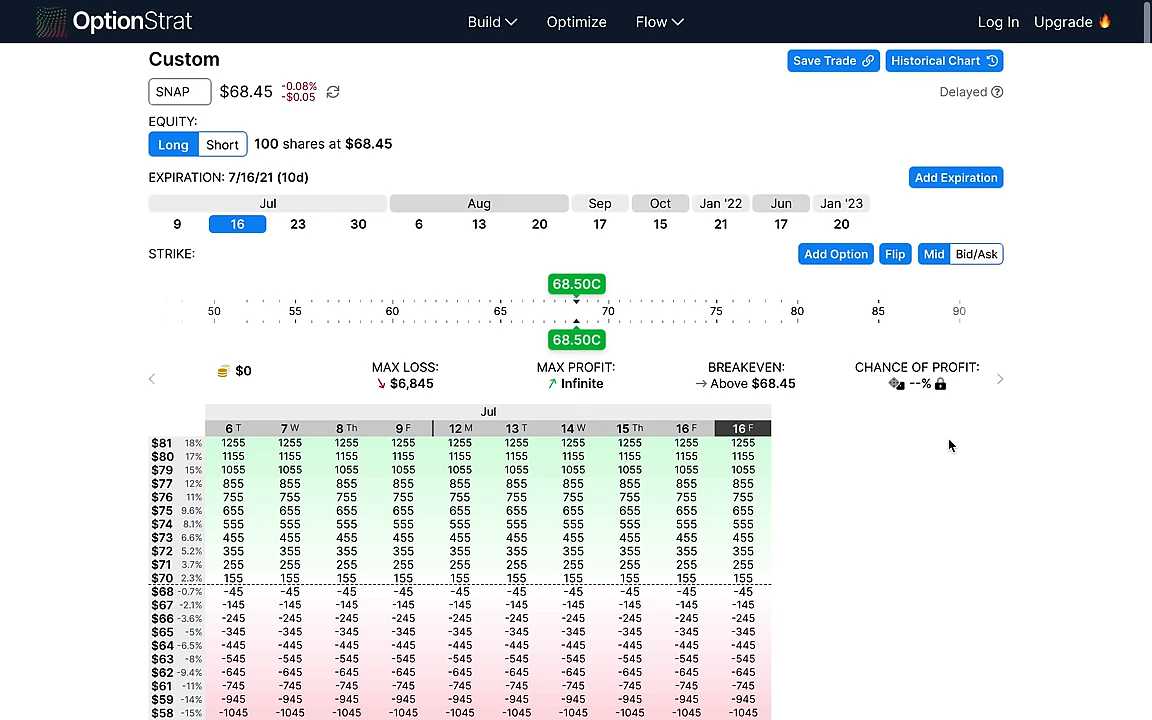 OptionStrat Build Optimize Flow Log In Upgrade
Custom Save Trade Historical Chart
SNAP $68.45 -0.08% -$0.05 Delayed
EQUITY:
Long Short 100 shares at $68.45
EXPIRATION: 7/16/21 (10d) Add Expiration
Jul Aug Sep Oct Jan '22 Jun Jan '23
9 16 23 30 6 13 20 17 15 21 17 20
STRIKE: Add Option Flip Mid Bid/Ask
68.50C
50 55 60 65 70 75 80 85 90
68.50C
$0 MAX LOSS: MAX PROFIT: BREAKEVEN: CHANCE OF PROFIT:
$6,845 Infinite Above $68.45 --%
Jul
6 T 7 W 8 Th 9 F 12 M 13 T 14 W 15 Th 16 F 16 F
$81 18% 1255 1255 1255 1255 1255 1255 1255 1255 1255 1255
$80 17% 1155 1155 1155 1155 1155 1155 1155 1155 1155 1155
$79 15% 1055 1055 1055 1055 1055 1055 1055 1055 1055 1055
$77 12% 855 855 855 855 855 855 855 855 855 855
$76 11% 755 755 755 755 755 755 755 755 755 755
$75 9.6% 655 655 655 655 655 655 655 655 655 655
$74 8.1% 555 555 555 555 555 555 555 555 555 555
$73 6.6% 455 455 455 455 455 455 455 455 455 455
$72 5.2% 355 355 355 355 355 355 355 355 355 355
$71 3.7% 255 255 255 255 255 255 255 255 255 255
$70 2.3% 155 155 155 155 155 155 155 155 155 155
$68 -0.7% -45 -45 -45 -45 -45 -45 -45 -45 -45 -45
$67 -2.1% -145 -145 -145 -145 -145 -145 -145 -145 -145 -145
$66 -3.6% -245 -245 -245 -245 -245 -245 -245 -245 -245 -245
$65 -5% -345 -345 -345 -345 -345 -345 -345 -345 -345 -345
$64 -6.5% -445 -445 -445 -445 -445 -445 -445 -445 -445 -445
$63 -8% -545 -545 -545 -545 -545 -545 -545 -545 -545 -545
$62 -9.4% -645 -645 -645 -645 -645 -645 -645 -645 -645 -645
$61 -11% -745 -745 -745 -745 -745 -745 -745 -745 -745 -745
$59 -14% -945 -945 -945 -945 -945 -945 -945 -945 -945 -945
$58 -15% -1045 -1045 -1045 -1045 -1045 -1045 -1045 -1045 -1045 -1045